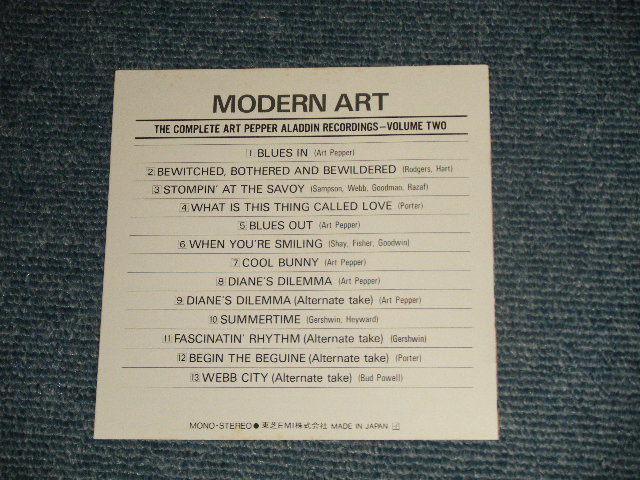 MODERN ART
THE COMPLETE ART PEPPER ALADDIN RECORDINGS–VOLUME TWO
1 BLUES IN (Art Pepper)
2 BEWITCHED, BOTHERED AND BEWILDERED (Rodgers, Hart)
3 STOMPIN' AT THE SAVOY (Sampson, Webb, Goodman, Razaf)
4 WHAT IS THIS THING CALLED LOVE (Porter)
5 BLUES OUT (Art Pepper)
6 WHEN YOU'RE SMILING (Shay, Fisher, Goodwin)
7 COOL BUNNY (Art Pepper)
8 DIANE'S DILEMMA (Art Pepper)
9 DIANE'S DILEMMA (Alternate take) (Art Pepper)
10 SUMMERTIME (Gershwin, Heyward)
11 FASCINATIN' RHYTHM (Alternate take) (Gershwin)
12 BEGIN THE BEGUINE (Alternate take) (Porter)
13 WEBB CITY (Alternate take) (Bud Powell)
MONO・STEREO ● 東芝EMI株式会社 MADE IN JAPAN